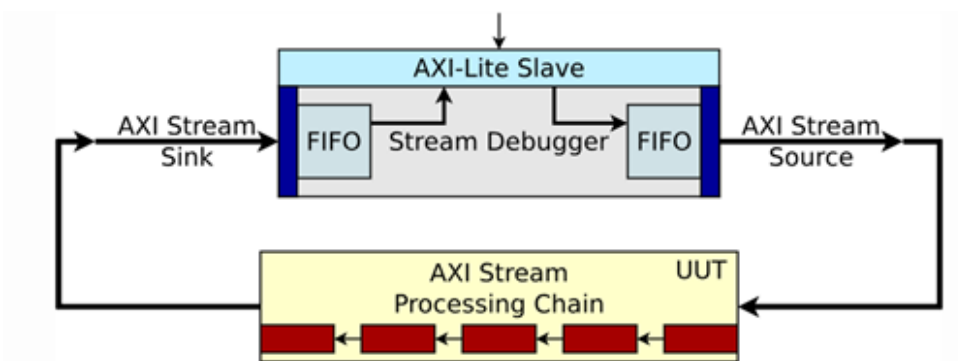 AXI-Lite Slave
AXI Stream
Sink
FIFO
Stream Debugger
FIFO
AXI Stream
Source
AXI Stream
Processing Chain
UUT